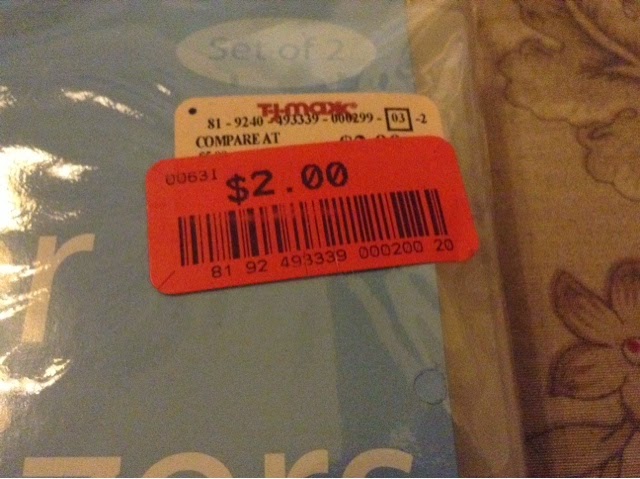 Set of 2
T.J.maxx
81 - 9240 - 493339 - 000299 - 03 -2
COMPARE AT
00631
$2.00
81 92 493339 000200 20
r
zors